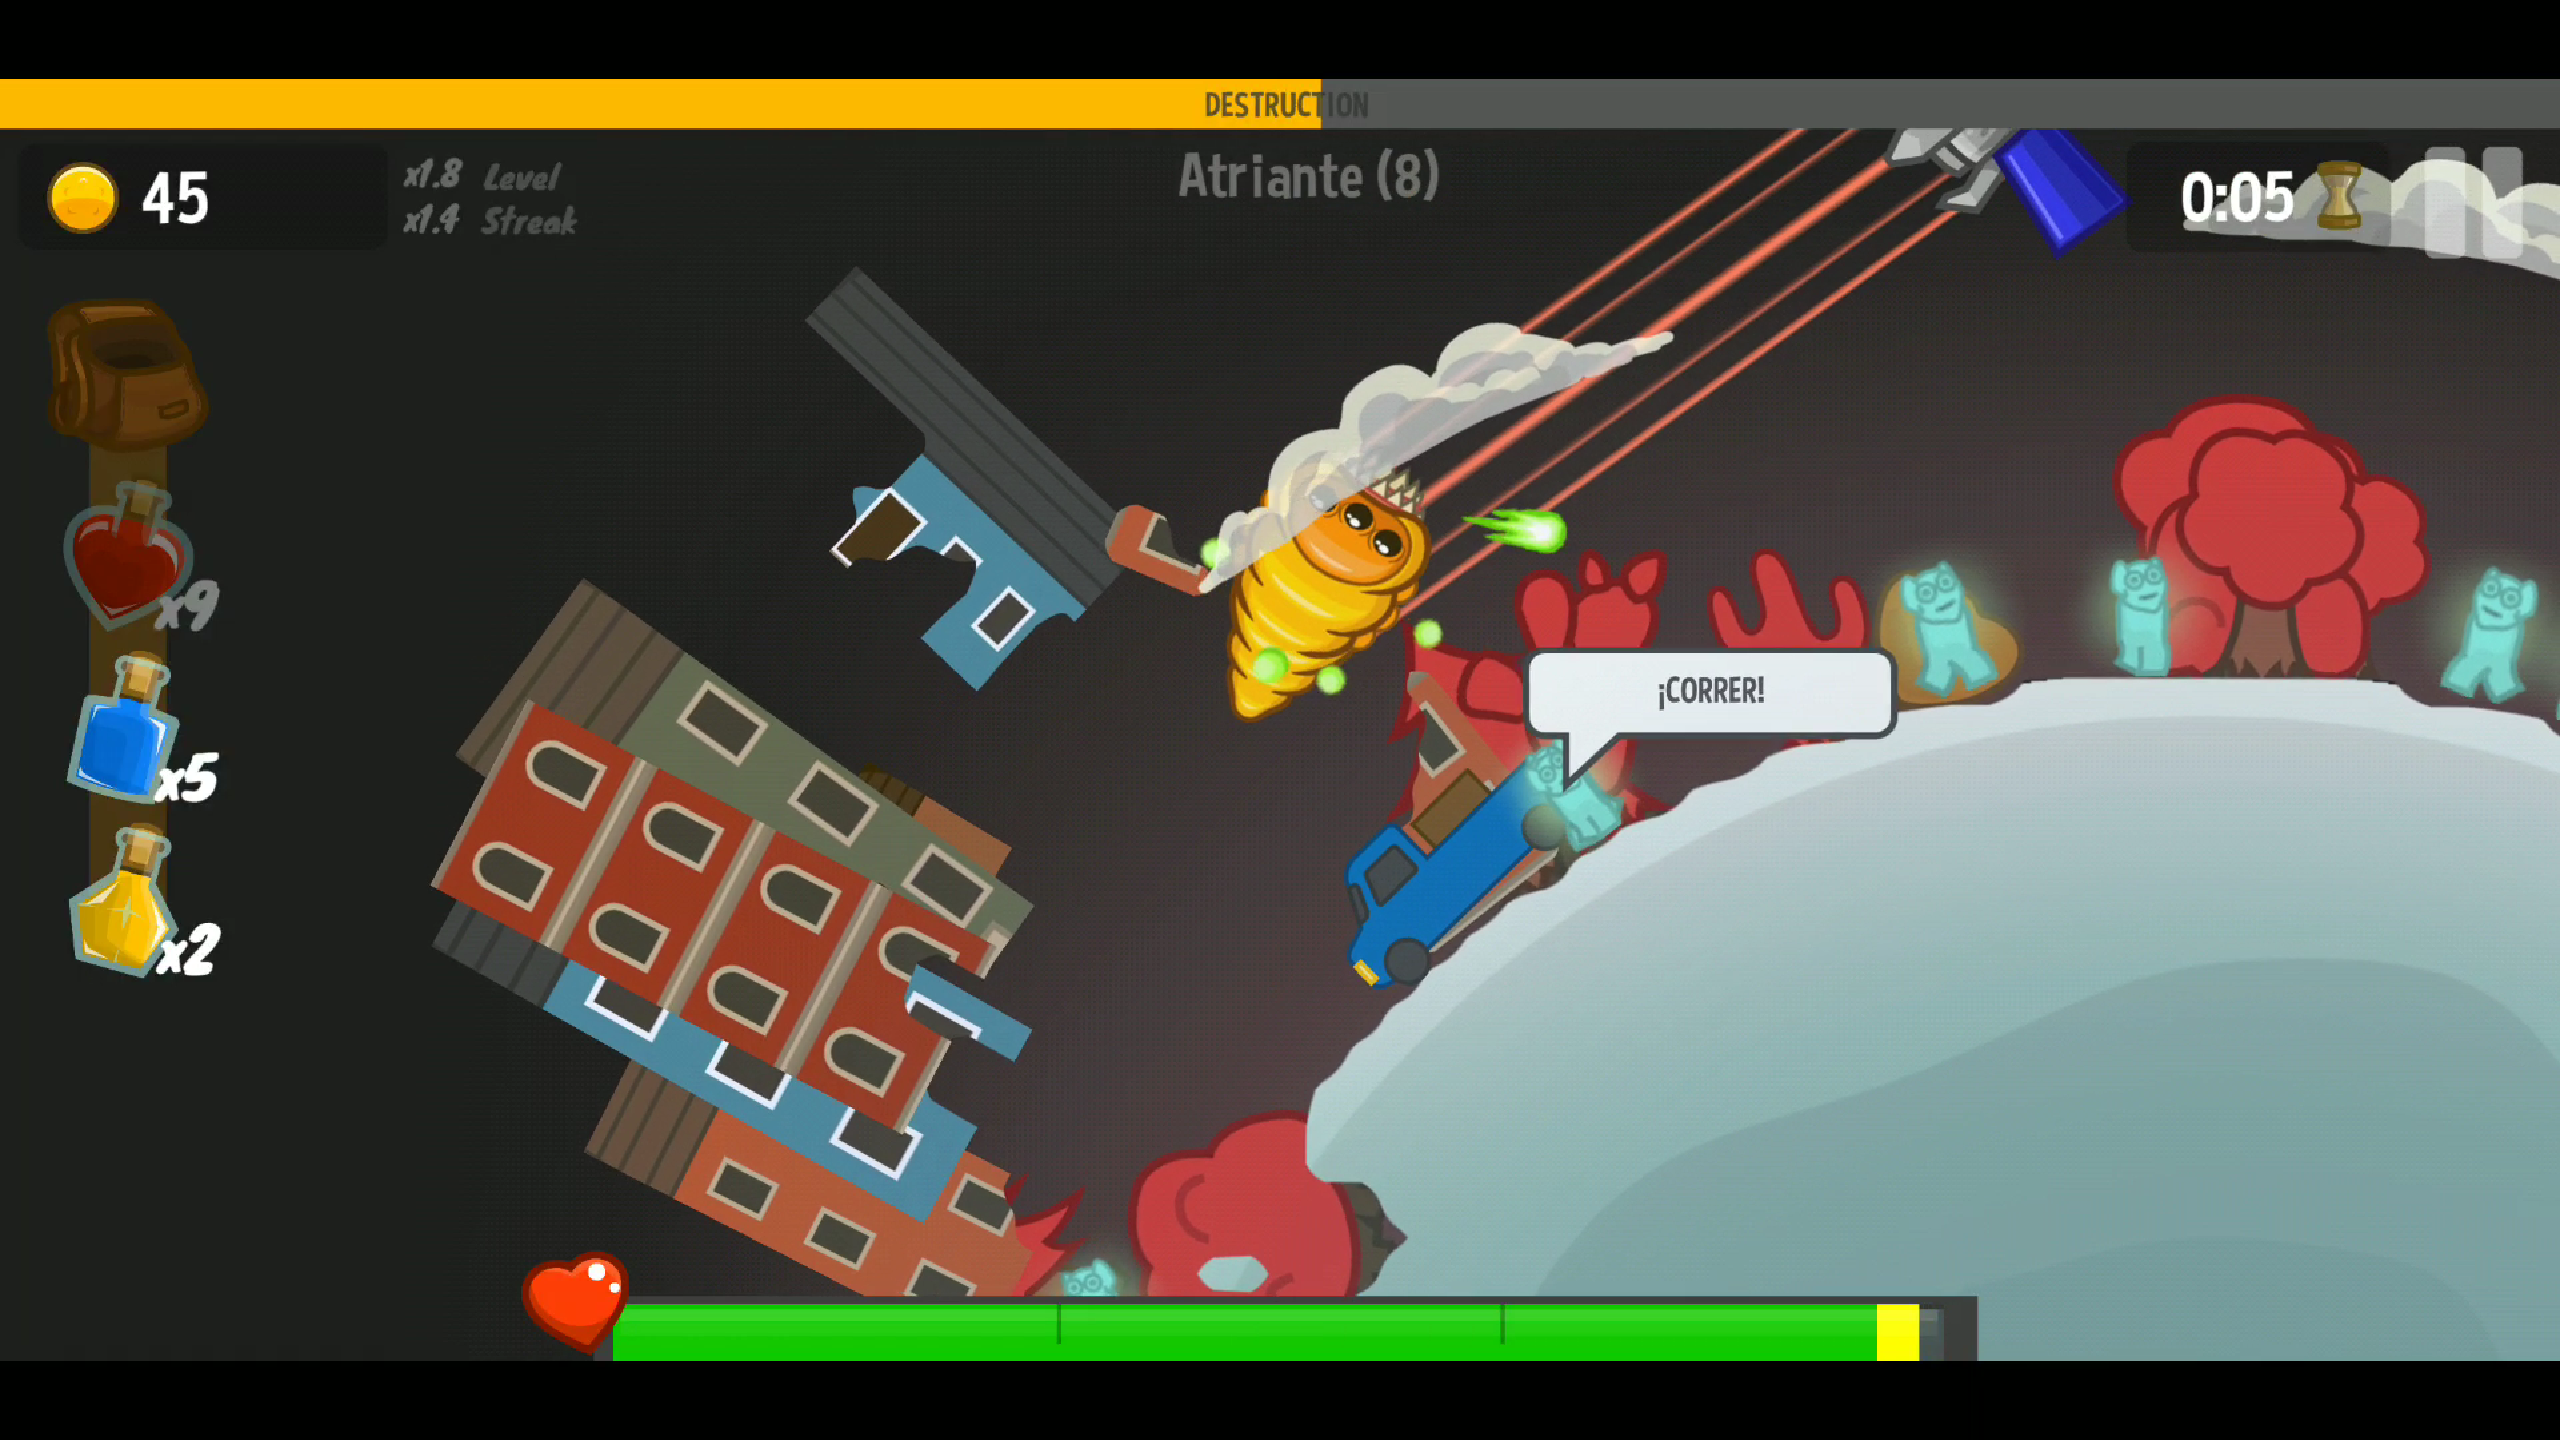 DESTRUCTION
45
x1.8 Level
x1.4 Streak
Atriante (8)
0:05
x9
x5
x2
¡CORRER!